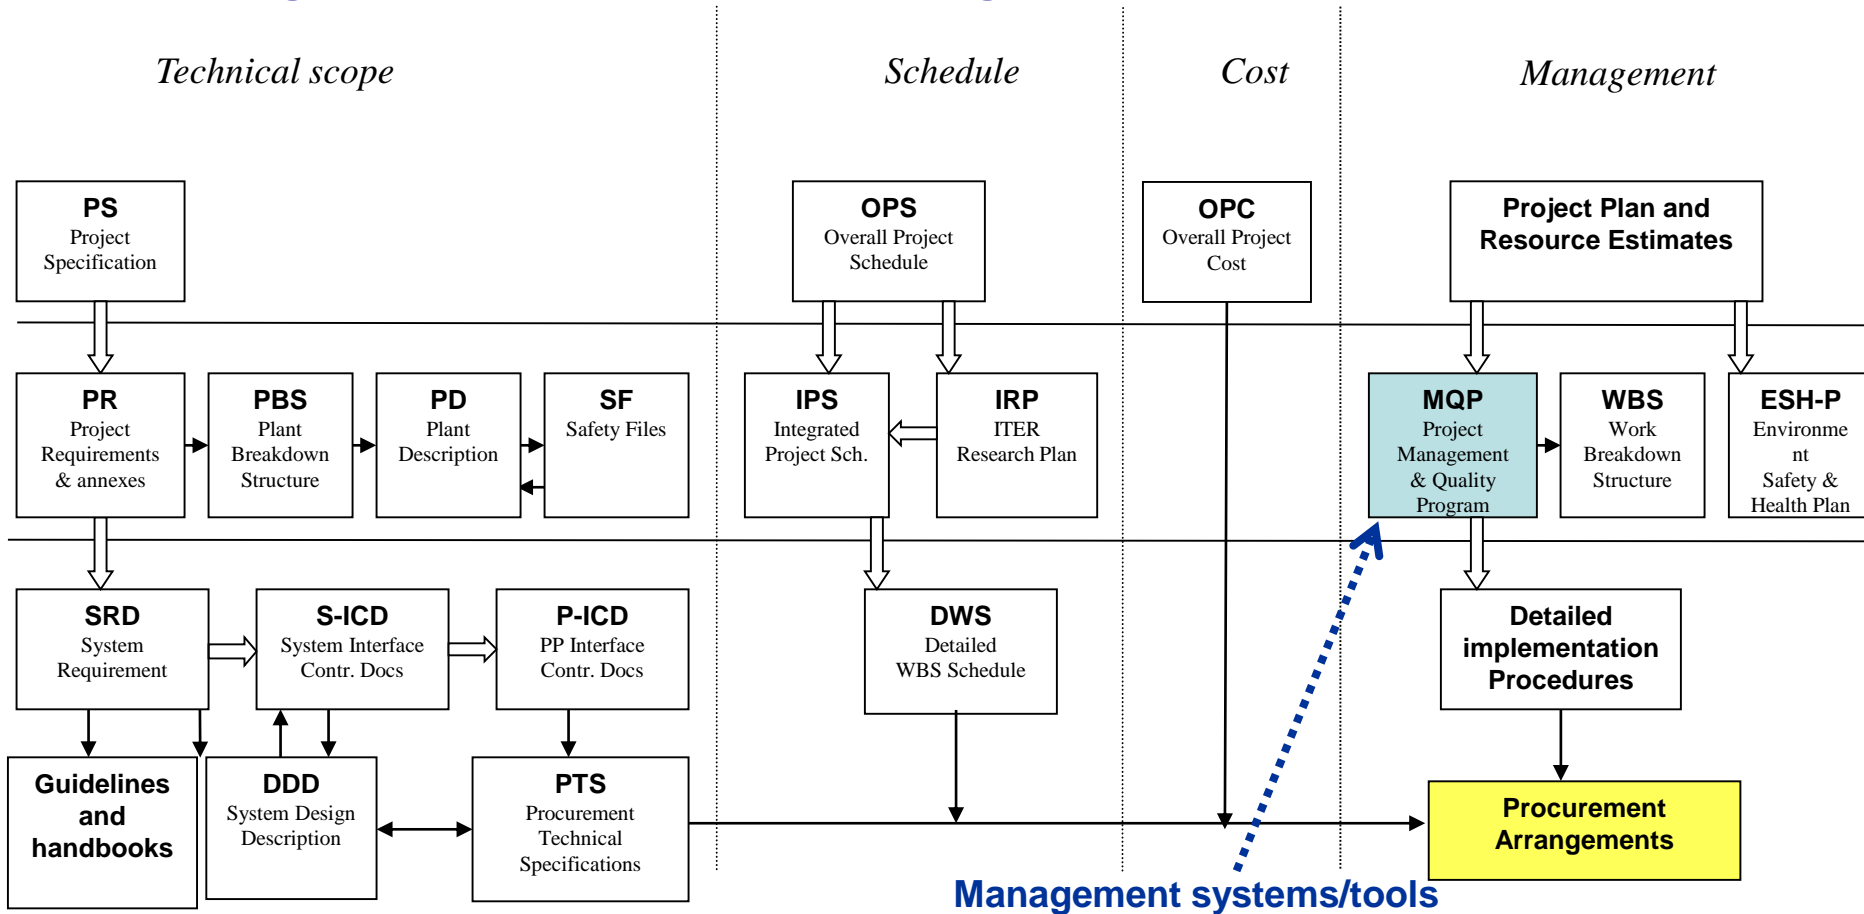 Technical scope
Schedule
Cost
Management
PS
Project
Specification
OPS
Overall Project
Schedule
OPC
Overall Project
Cost
Project Plan and
Resource Estimates
PR
Project
Requirements
& annexes
PBS
Plant
Breakdown
Structure
PD
Plant
Description
SF
Safety Files
IPS
Integrated
Project Sch.
IRP
ITER
Research Plan
MQP
Project
Management
& Quality
Program
WBS
Work
Breakdown
Structure
ESH-P
Environme
nt
Safety &
Health Plan
SRD
System
Requirement
S-ICD
System Interface
Contr. Docs
P-ICD
PP Interface
Contr. Docs
DWS
Detailed
WBS Schedule
Detailed
implementation
Procedures
Guidelines
and
handbooks
DDD
System Design
Description
PTS
Procurement
Technical
Specifications
Procurement
Arrangements
Management systems/tools